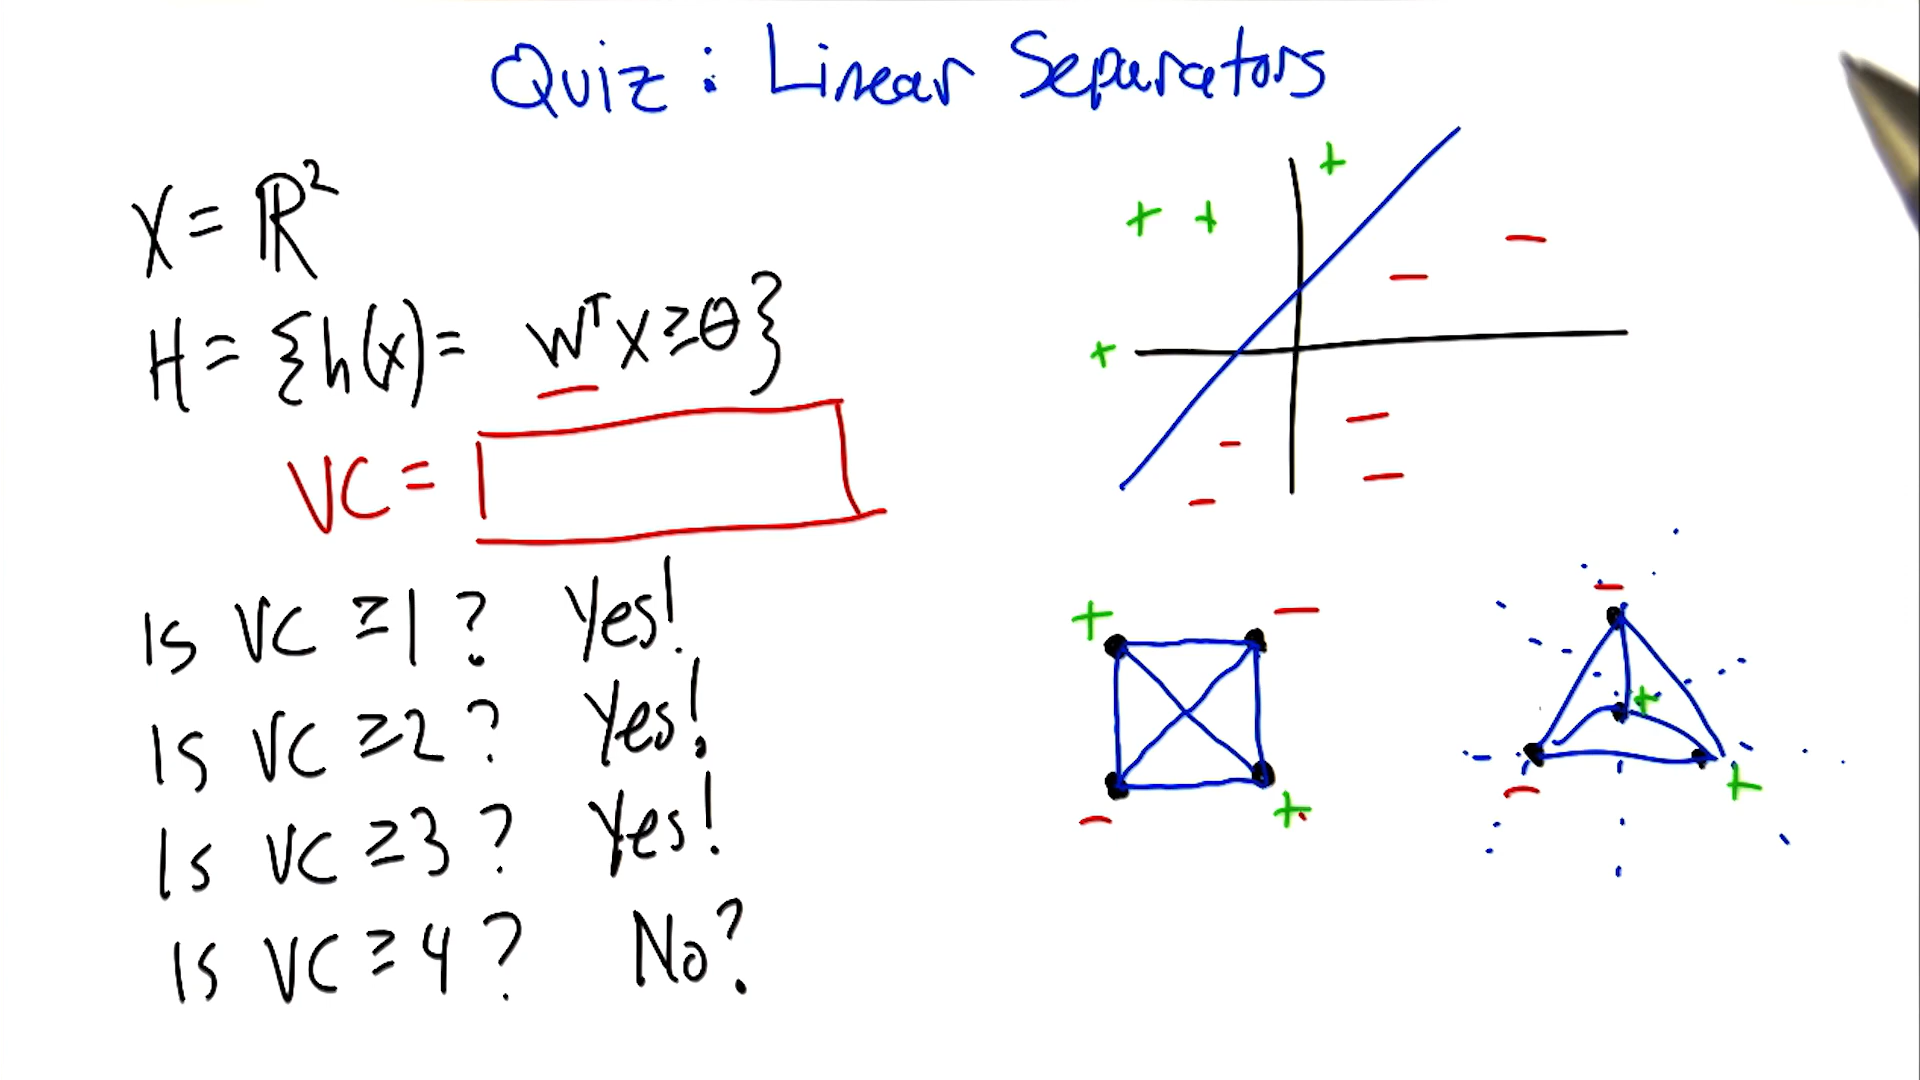 Quiz: Linear Separators
X = ℝ²
H = {h(x) = wᵀx ≥ θ}
VC =
Is VC ≥ 1 ? Yes!
Is VC ≥ 2 ? Yes!
Is VC ≥ 3 ? Yes!
Is VC ≥ 4 ? No?
+
+ +
-
-
+
-
-
-
-
+ - -
+
- + - +